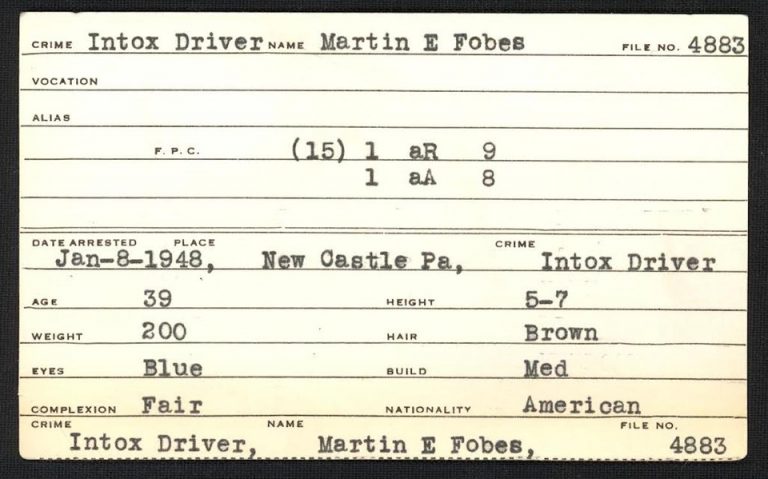 CRIME Intox Driver NAME Martin E Fobes FILE NO. 4883
VOCATION
ALIAS
F. P. C. (15) 1 aR 9
1 aA 8
DATE ARRESTED PLACE CRIME
Jan-8-1948, New Castle Pa, Intox Driver
AGE 39 HEIGHT 5-7
WEIGHT 200 HAIR Brown
EYES Blue BUILD Med
COMPLEXION Fair NATIONALITY American
CRIME NAME FILE NO.
Intox Driver, Martin E Fobes, 4883